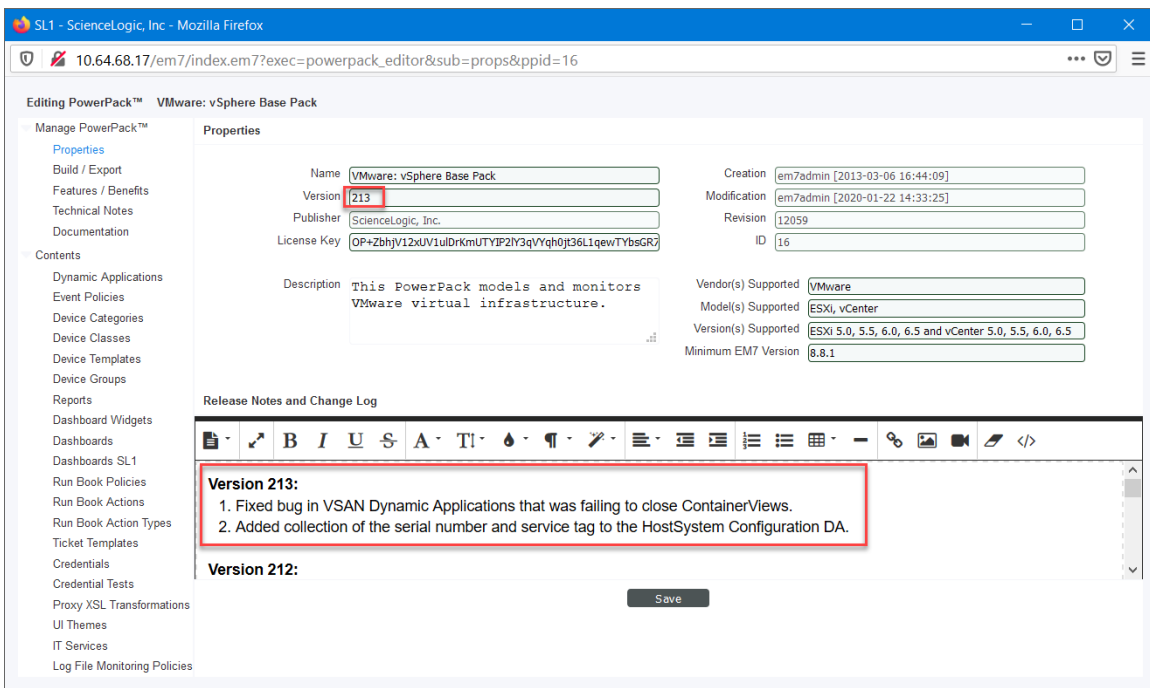 SL1 - ScienceLogic, Inc - Mozilla Firefox
10.64.68.17/em7/index.em7?exec=powerpack_editor&sub=props&ppid=16
Editing PowerPack™ VMware: vSphere Base Pack
Manage PowerPack™
Properties
Build / Export
Features / Benefits
Technical Notes
Documentation
Contents
Dynamic Applications
Event Policies
Device Categories
Device Classes
Device Templates
Device Groups
Reports
Dashboard Widgets
Dashboards
Dashboards SL1
Run Book Policies
Run Book Actions
Run Book Action Types
Ticket Templates
Credentials
Credential Tests
Proxy XSL Transformations
UI Themes
IT Services
Log File Monitoring Policies
Properties
Name VMware: vSphere Base Pack
Version 213
Publisher ScienceLogic, Inc.
License Key
Description This PowerPack models and monitors
VMware virtual infrastructure.
Creation em7admin [2013-03-06 16:44:09]
Modification em7admin [2020-01-22 14:33:25]
Revision 12059
ID 16
Vendor(s) Supported VMware
Model(s) Supported ESXi, vCenter
Version(s) Supported ESXi 5.0, 5.5, 6.0, 6.5 and vCenter 5.0, 5.5, 6.0, 6.5
Minimum EM7 Version 8.8.1
Release Notes and Change Log
B I U S A T
Version 213:
1. Fixed bug in VSAN Dynamic Applications that was failing to close ContainerViews.
2. Added collection of the serial number and service tag to the HostSystem Configuration DA.
Version 212:
Save